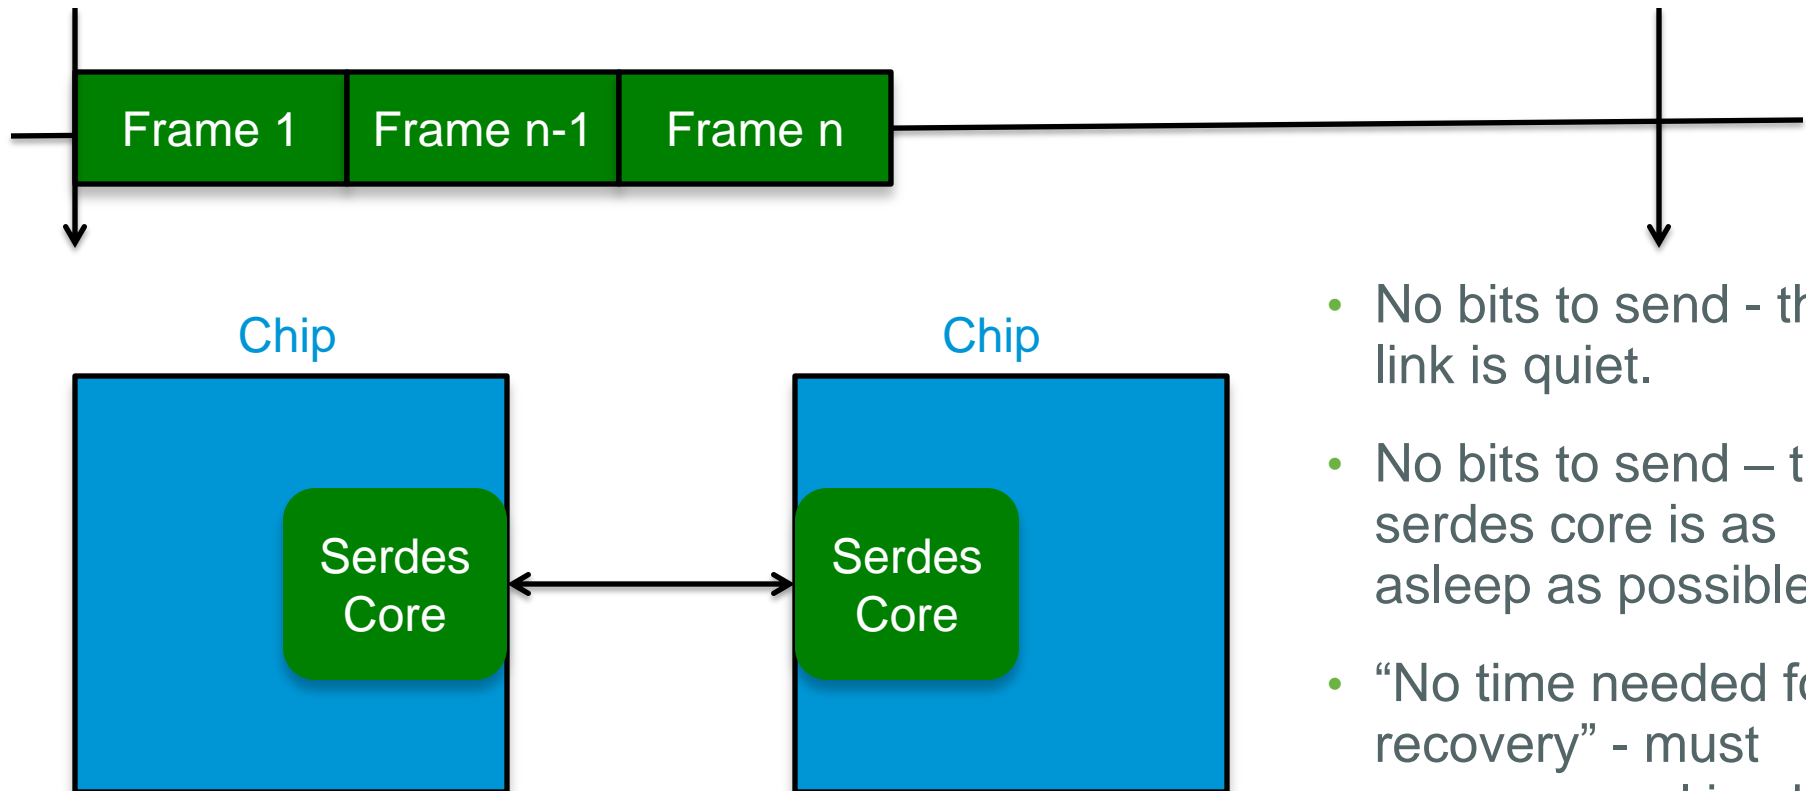 Frame 1 Frame n-1 Frame n
Chip Chip
Serdes
Core
Serdes
Core
• No bits to send - th
link is quiet.
• No bits to send – t
serdes core is as
asleep as possible
• “No time needed fo
recovery” - must